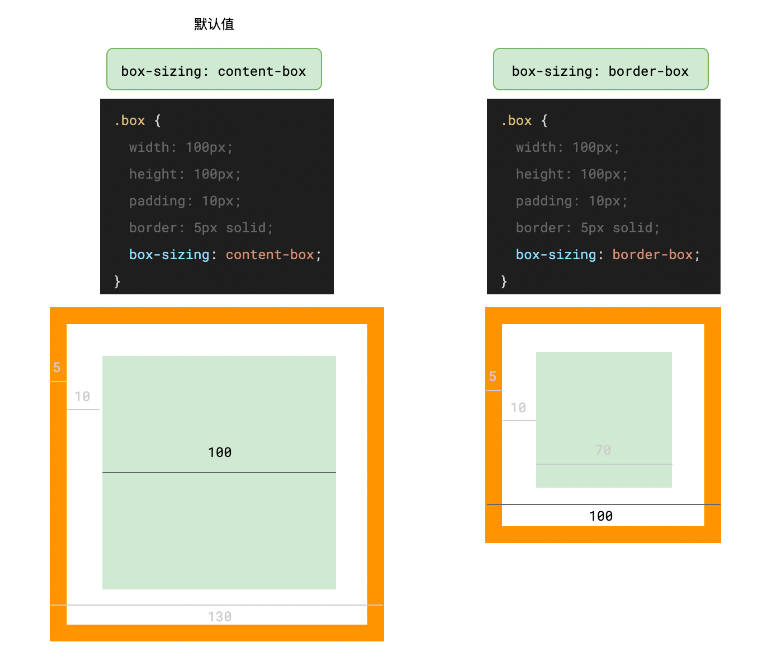 默认值
box-sizing: content-box
.box {
width: 100px;
height: 100px;
padding: 10px;
border: 5px solid;
box-sizing: content-box;
}
5
10
100
130
box-sizing: border-box
.box {
width: 100px;
height: 100px;
padding: 10px;
border: 5px solid;
box-sizing: border-box;
}
5
10
70
100